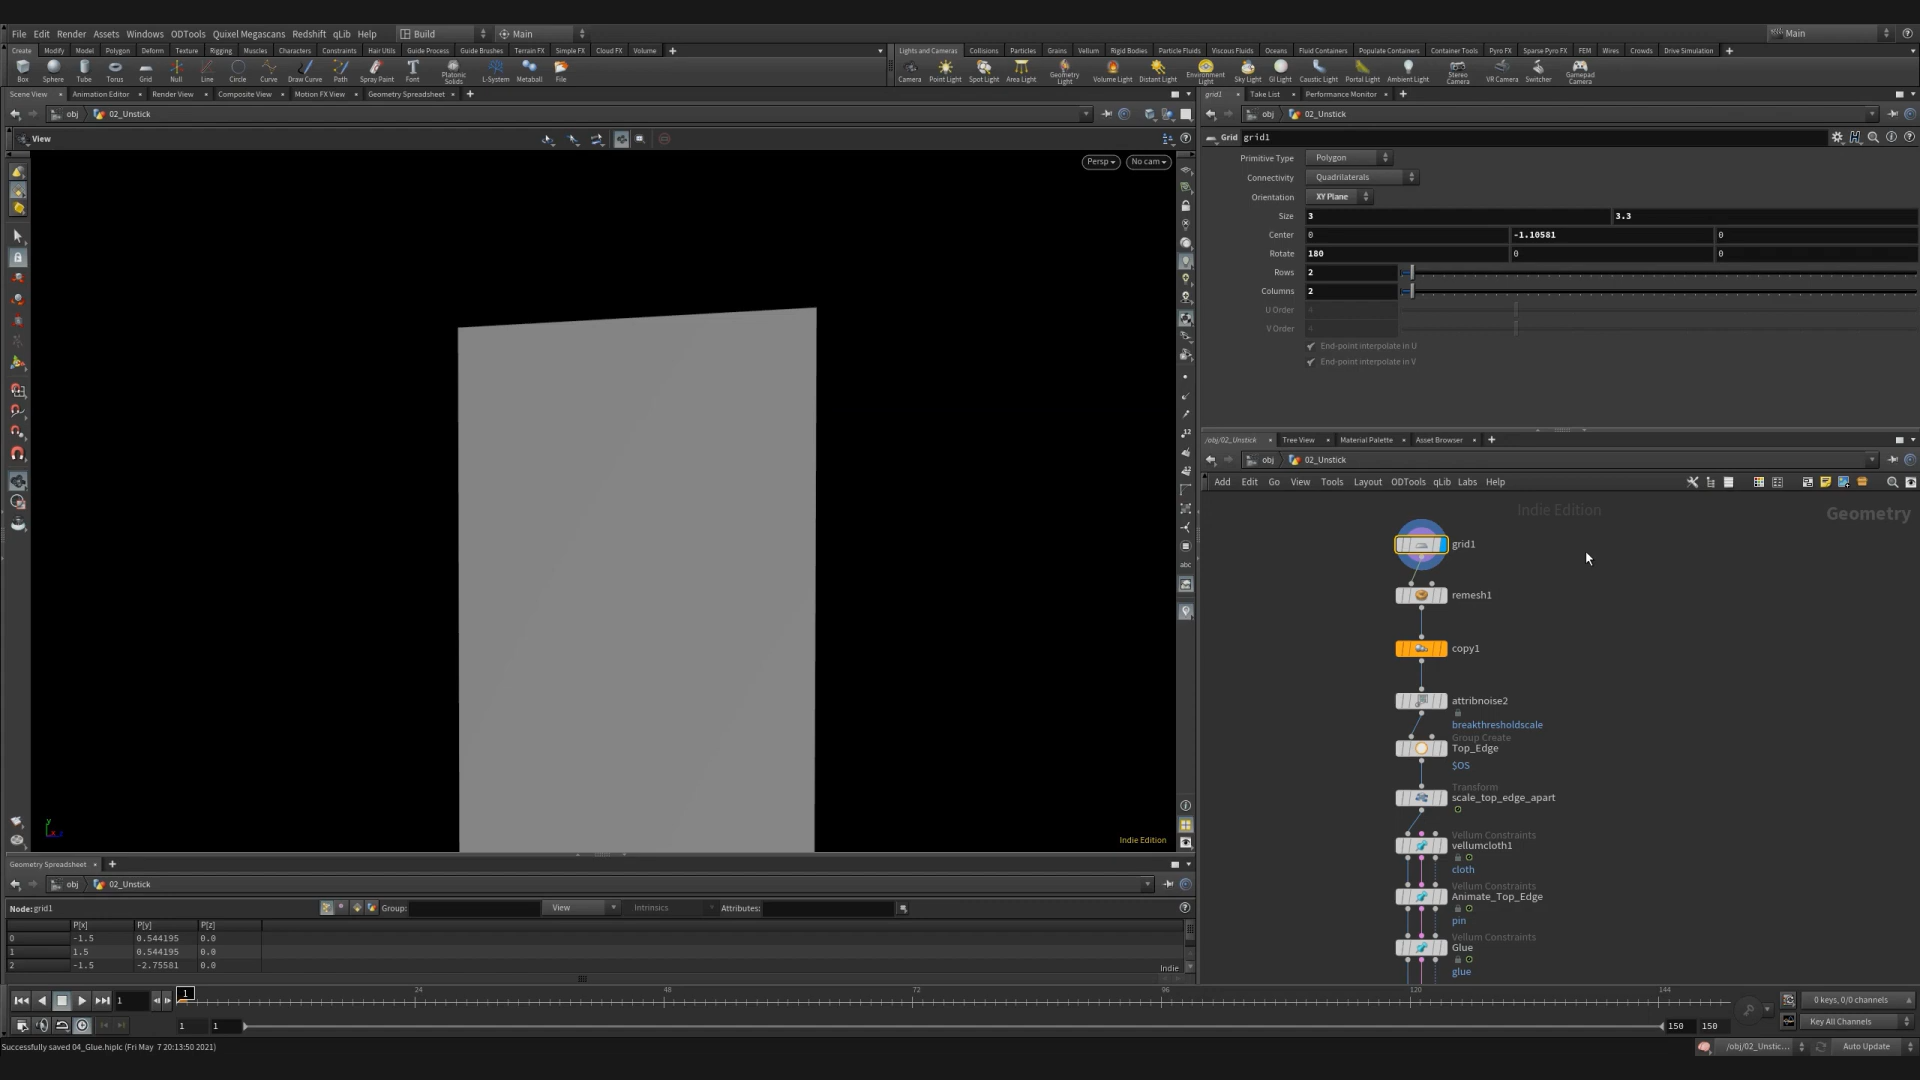 File Edit Render Assets Windows ODTools Quixel Megascans Redshift qLib Help Build Main Main
Create Modify Model Polygon Deform Texture Rigging Muscles Characters Constraints Hair Utils Guide Process Guide Brushes Terrain FX Simple FX Cloud FX Volume
Lights and Cameras Collisions Particles Grains Vellum Rigid Bodies Particle Fluids Viscous Fluids Oceans Fluid Containers Populate Containers Container Tools Pyro FX Sparse Pyro FX FEM Wires Crowds Drive Simulation
Box Sphere Tube Torus Grid Null Line Circle Curve Draw Curve Path Spray Paint Font Platonic Solids L-System Metaball File
Camera Point Light Spot Light Area Light Geometry Light Volume Light Distant Light Environment Light Sky Light GI Light Caustic Light Portal Light Ambient Light Stereo Camera VR Camera Switcher Gamepad Camera
Scene View Animation Editor Render View Composite View Motion FX View Geometry Spreadsheet
obj 02_Unstick
View
Persp No cam
Indie Edition
grid1 Take List Performance Monitor
obj 02_Unstick
Grid grid1
Primitive Type Polygon
Connectivity Quadrilaterals
Orientation XY Plane
Size 3 3.3
Center 0 -1.10581 0
Rotate 180 0 0
Rows 2
Columns 2
U Order 4
V Order 4
End-point interpolate in U
End-point interpolate in V
/obj/02_Unstick Tree View Material Palette Asset Browser
obj 02_Unstick
Add Edit Go View Tools Layout ODTools qLib Labs Help
Indie Edition
Geometry
grid1
remesh1
copy1
attribnoise2
breakthresholdscale
Group Create
Top_Edge
$OS
Transform
scale_top_edge_apart
Vellum Constraints
vellumcloth1
cloth
Vellum Constraints
Animate_Top_Edge
pin
Vellum Constraints
Glue
glue
Geometry Spreadsheet
obj 02_Unstick
Node: grid1 Group: View Intrinsics Attributes:
P[x] P[y] P[z]
0 -1.5 0.544195 0.0
1 1.5 0.544195 0.0
2 -1.5 -2.75581 0.0
Indie
1 1 24 48 72 96 120 144
0 keys, 0/0 channels
1 1 150 150
Key All Channels
Successfully saved 04_Glue.hiplc (Fri May 7 20:13:50 2021)
/obj/02_Unstic... Auto Update